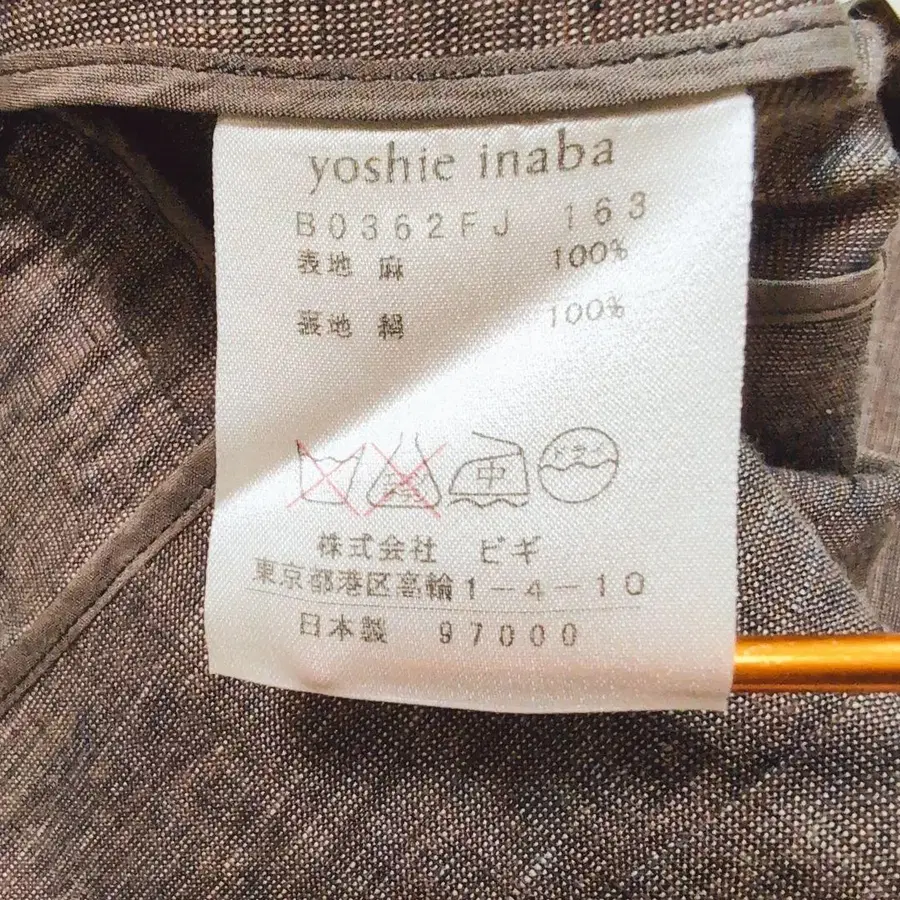 yoshie inaba
B0362FJ 163
表地 麻 100%
裏地 絹 100%
中 ドライ
株式会社 ビギ
東京都港区高輪1-4-10
日本製 97000